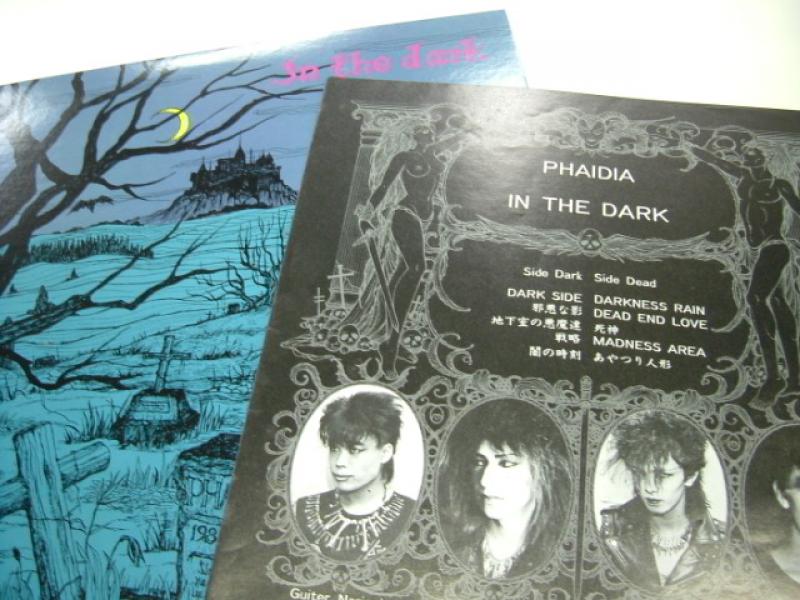 In the dark
PHAIDIA
IN THE DARK
Side Dark Side Dead
DARK SIDE DARKNESS RAIN
邪悪な影 DEAD END LOVE
地下室の悪魔達 死神
戦略 MADNESS AREA
闇の時刻 あやつり人形
198
Guiter